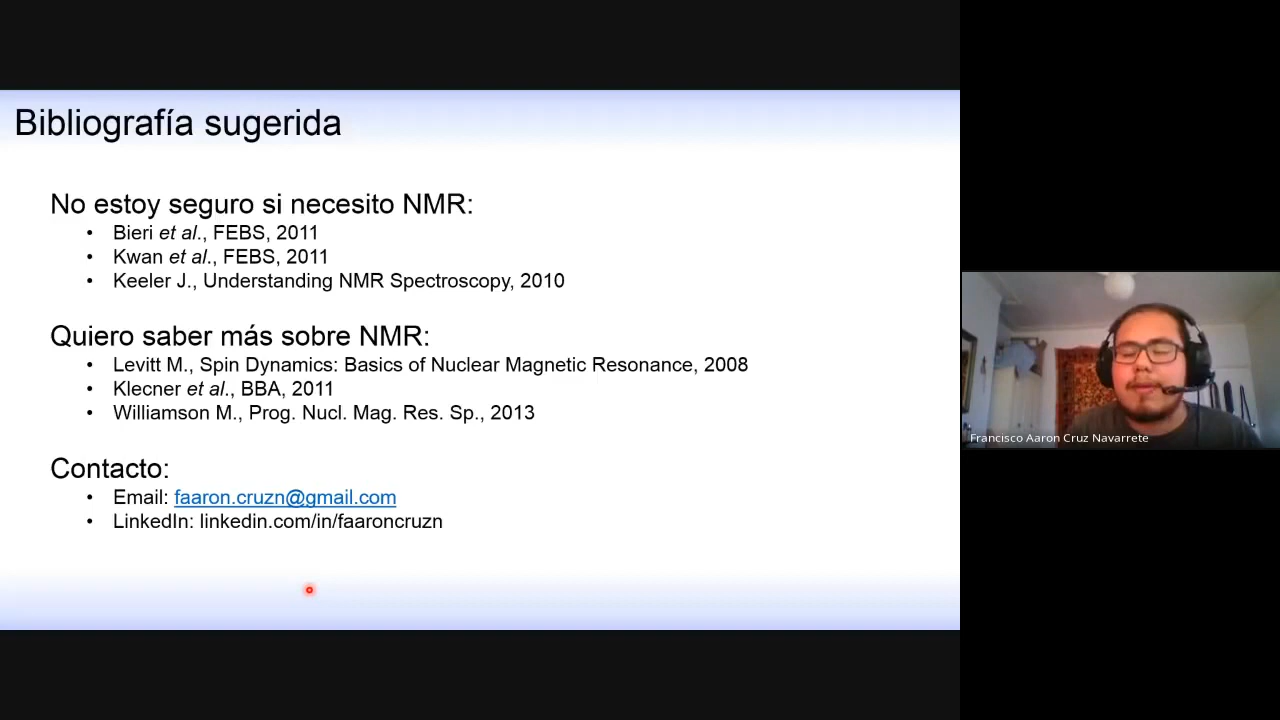 Bibliografía sugerida
No estoy seguro si necesito NMR:
• Bieri et al., FEBS, 2011
• Kwan et al., FEBS, 2011
• Keeler J., Understanding NMR Spectroscopy, 2010
Quiero saber más sobre NMR:
• Levitt M., Spin Dynamics: Basics of Nuclear Magnetic Resonance, 2008
• Klecner et al., BBA, 2011
• Williamson M., Prog. Nucl. Mag. Res. Sp., 2013
Contacto:
• Email: faaron.cruzn@gmail.com
• LinkedIn: linkedin.com/in/faaroncruzn
Francisco Aaron Cruz Navarrete